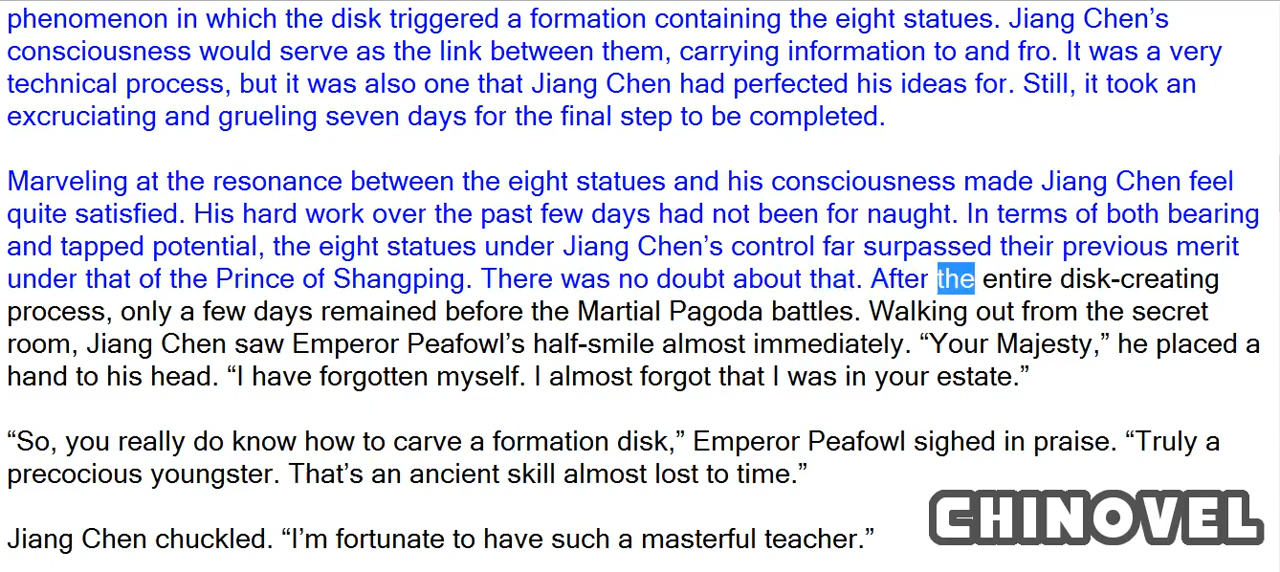 phenomenon in which the disk triggered a formation containing the eight statues. Jiang Chen’s
consciousness would serve as the link between them, carrying information to and fro. It was a very
technical process, but it was also one that Jiang Chen had perfected his ideas for. Still, it took an
excruciating and grueling seven days for the final step to be completed.
Marveling at the resonance between the eight statues and his consciousness made Jiang Chen feel
quite satisfied. His hard work over the past few days had not been for naught. In terms of both bearing
and tapped potential, the eight statues under Jiang Chen’s control far surpassed their previous merit
under that of the Prince of Shangping. There was no doubt about that. After the entire disk-creating
process, only a few days remained before the Martial Pagoda battles. Walking out from the secret
room, Jiang Chen saw Emperor Peafowl’s half-smile almost immediately. “Your Majesty,” he placed a
hand to his head. “I have forgotten myself. I almost forgot that I was in your estate.”
“So, you really do know how to carve a formation disk,” Emperor Peafowl sighed in praise. “Truly a
precocious youngster. That’s an ancient skill almost lost to time.”
Jiang Chen chuckled. “I’m fortunate to have such a masterful teacher.”
CHINOVEL